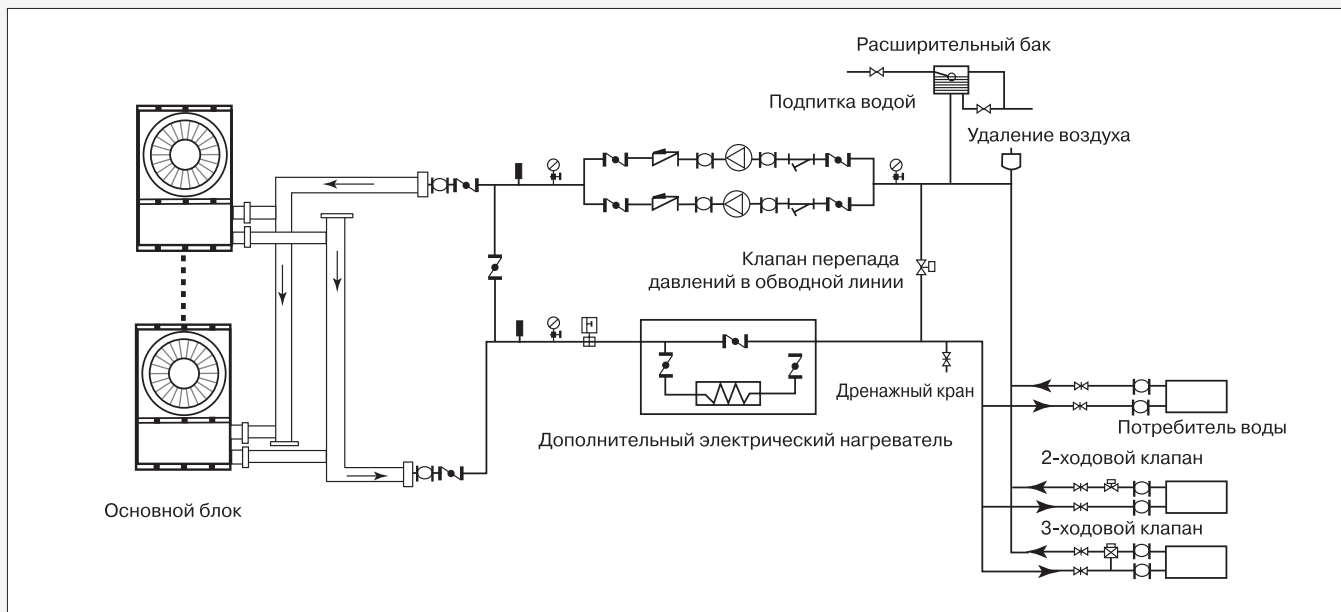 Расширительный бак
Подпитка водой
Удаление воздуха
Клапан перепада
давлений в обводной линии
Дренажный кран
Потребитель воды
Дополнительный электрический нагреватель
2-ходовой клапан
Основной блок
3-ходовой клапан